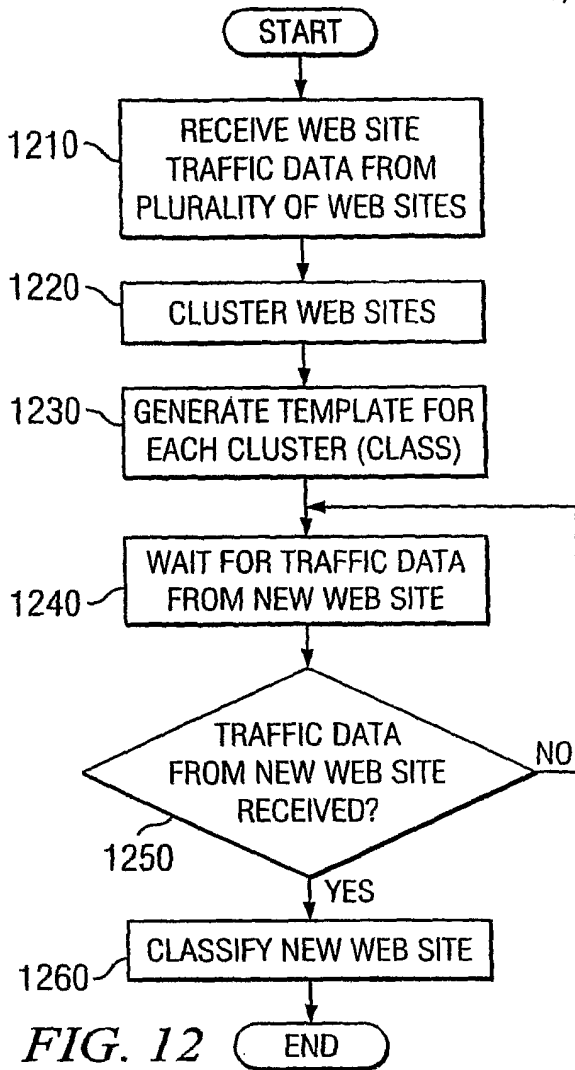 START
1210
RECEIVE WEB SITE
TRAFFIC DATA FROM
PLURALITY OF WEB SITES
1220
CLUSTER WEB SITES
1230
GENERATE TEMPLATE FOR
EACH CLUSTER (CLASS)
1240
WAIT FOR TRAFFIC DATA
FROM NEW WEB SITE
TRAFFIC DATA
FROM NEW WEB SITE
RECEIVED?
NO
1250
YES
1260
CLASSIFY NEW WEB SITE
FIG. 12
END